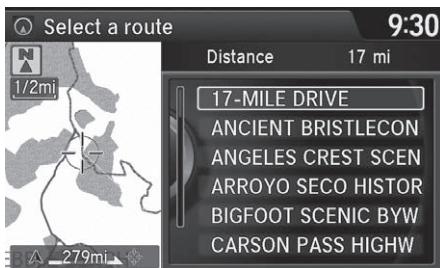 Select a route
9:30
N
1/2mi
Distance 17 mi
17-MILE DRIVE
ANCIENT BRISTLECON
ANGELES CREST SCEN
ARROYO SECO HISTOR
BIGFOOT SCENIC BYW
CARSON PASS HIGHW
279mi